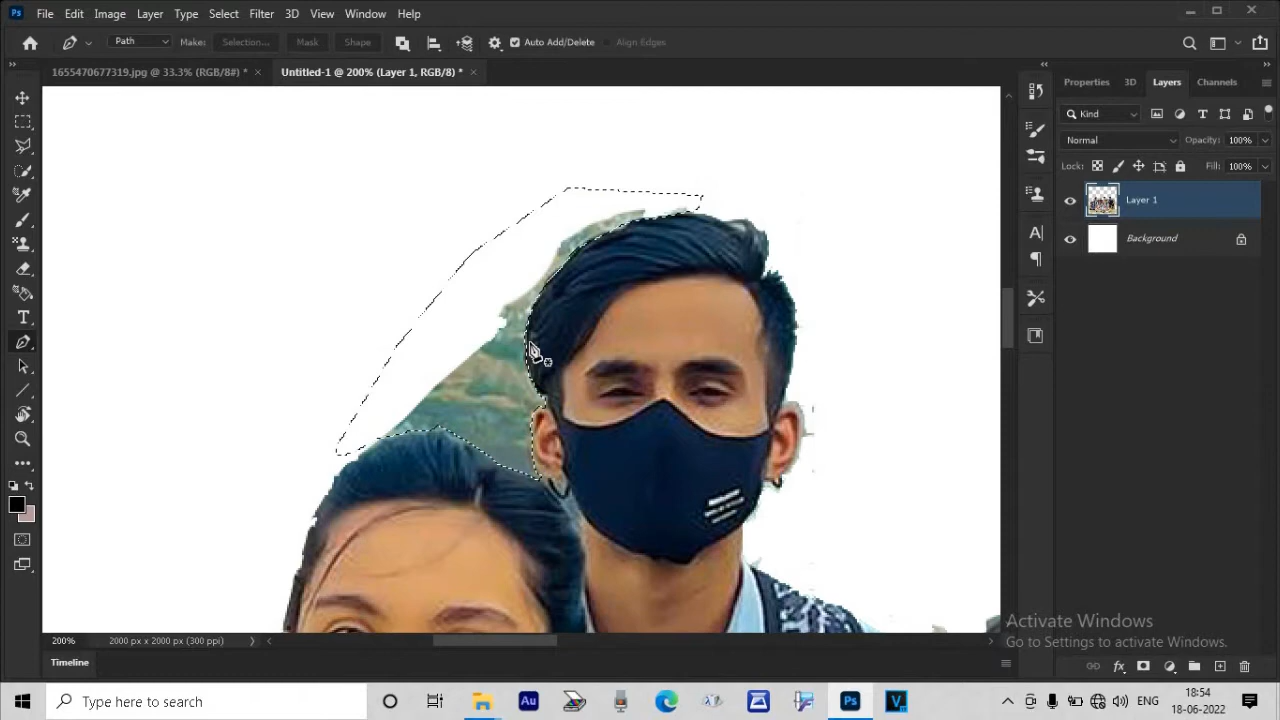 Ps File Edit Image Layer Type Select Filter 3D View Window Help
Path Make: Selection... Mask Shape Auto Add/Delete Align Edges
1655470677319.jpg @ 33.3% (RGB/8#) * × Untitled-1 @ 200% (Layer 1, RGB/8) * ×
Properties 3D Layers Channels
Kind
Normal Opacity: 100%
Lock: Fill: 100%
Layer 1
Background
Activate Windows
Go to Settings to activate Windows.
200% 2000 px x 2000 px (300 ppi)
Timeline
Type here to search
Au
Ps
V
ENG
18:54
18-06-2022